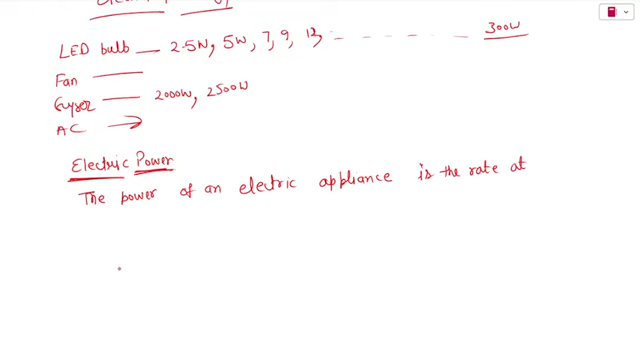 LED bulb — 2.5W, 5W, 7, 9, 12, - - - - - - - 300W
Fan —
Gyser — 2000W, 2500W
AC →
Electric Power
The power of an electric appliance is the rate at